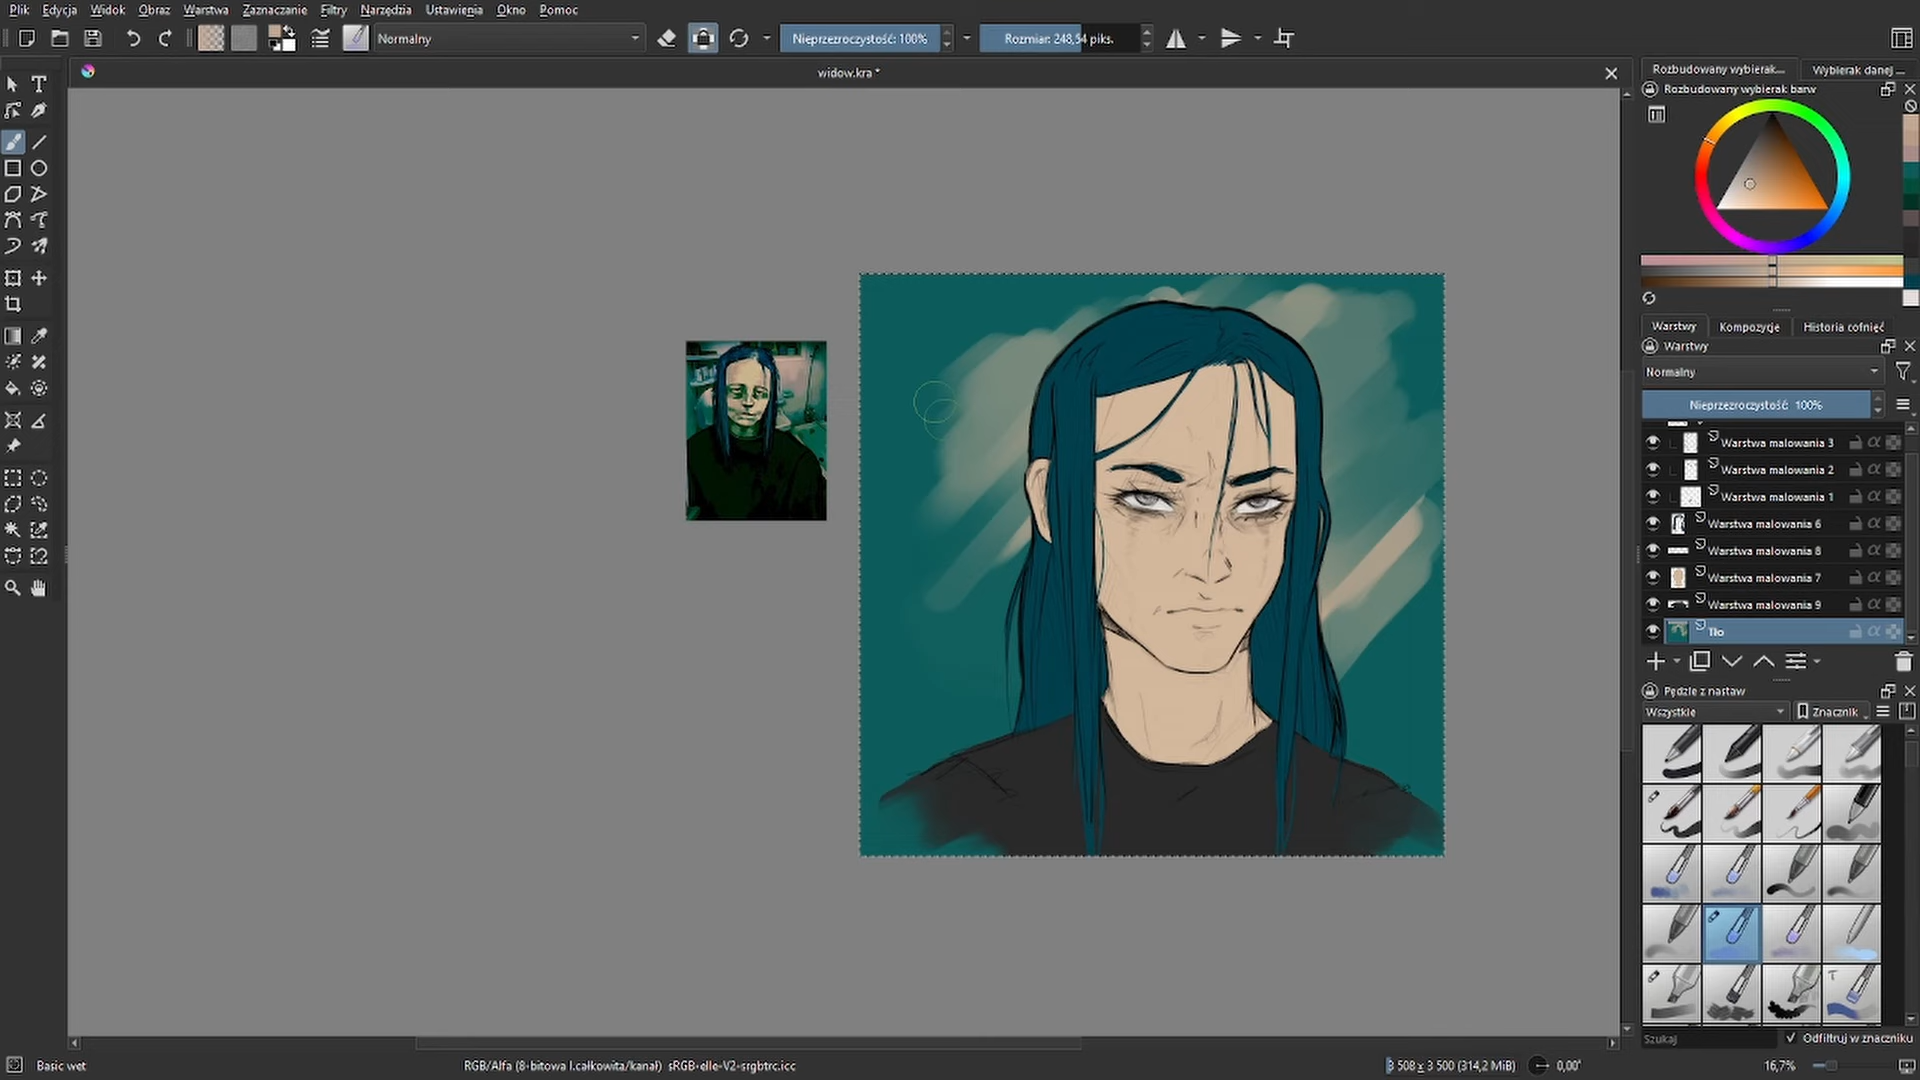 Plik Edycja Widok Obraz Warstwa Zaznaczanie Filtry Narzędzia Ustawienia Okno Pomoc
Normalny
Nieprzezroczystość: 100%
Rozmiar: 248,54 piks.
widow.kra *
Rozbudowany wybierak...
Wybierak danej ...
Rozbudowany wybierak barw
Warstwy Kompozycje Historia cofnięć
Warstwy
Normalny
Nieprzezroczystość: 100%
Warstwa malowania 3
Warstwa malowania 2
Warstwa malowania 1
Warstwa malowania 6
Warstwa malowania 8
Warstwa malowania 7
Warstwa malowania 9
Tło
Pędzle z nastaw
Wszystkie
Znacznik
Szukaj
Odfiltruj w znaczniku
Basic wet
RGB/Alfa (8-bitowa l.całkowita/kanał) sRGB-elle-V2-srgbtrc.icc
3 508 x 3 500 (314,2 MiB)
0,00°
16,7%